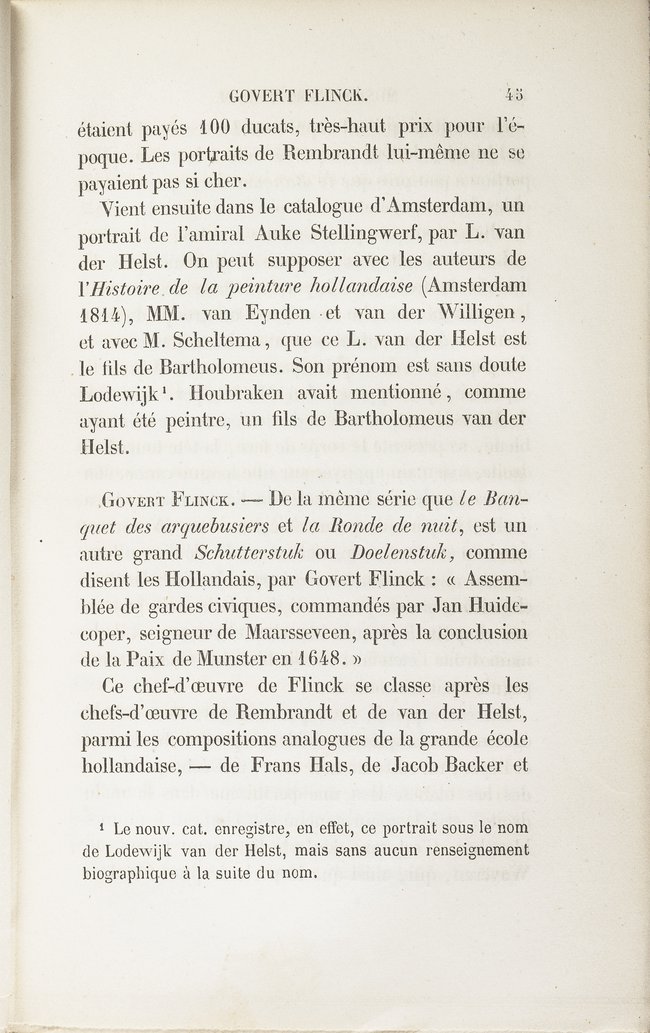 GOVERT FLINCK. 45
étaient payés 100 ducats, très-haut prix pour l'é-
poque. Les portraits de Rembrandt lui-même ne se
payaient pas si cher.
Vient ensuite dans le catalogue d'Amsterdam, un
portrait de l'amiral Auke Stellingwerf, par L. van
der Helst. On peut supposer avec les auteurs de
l'Histoire de la peinture hollandaise (Amsterdam
1814), MM. van Eynden et van der Willigen,
et avec M. Scheltema, que ce L. van der Helst est
le fils de Bartholomeus. Son prénom est sans doute
Lodewijk¹. Houbraken avait mentionné, comme
ayant été peintre, un fils de Bartholomeus van der
Helst.
GOVERT FLINCK. — De la même série que le Ban-
quet des arquebusiers et la Ronde de nuit, est un
autre grand Schutterstuk ou Doelenstuk, comme
disent les Hollandais, par Govert Flinck : « Assem-
blée de gardes civiques, commandés par Jan Huide-
coper, seigneur de Maarsseveen, après la conclusion
de la Paix de Munster en 1648. »
Ce chef-d'œuvre de Flinck se classe après les
chefs-d'œuvre de Rembrandt et de van der Helst,
parmi les compositions analogues de la grande école
hollandaise, — de Frans Hals, de Jacob Backer et
¹ Le nouv. cat. enregistre, en effet, ce portrait sous le nom
de Lodewijk van der Helst, mais sans aucun renseignement
biographique à la suite du nom.